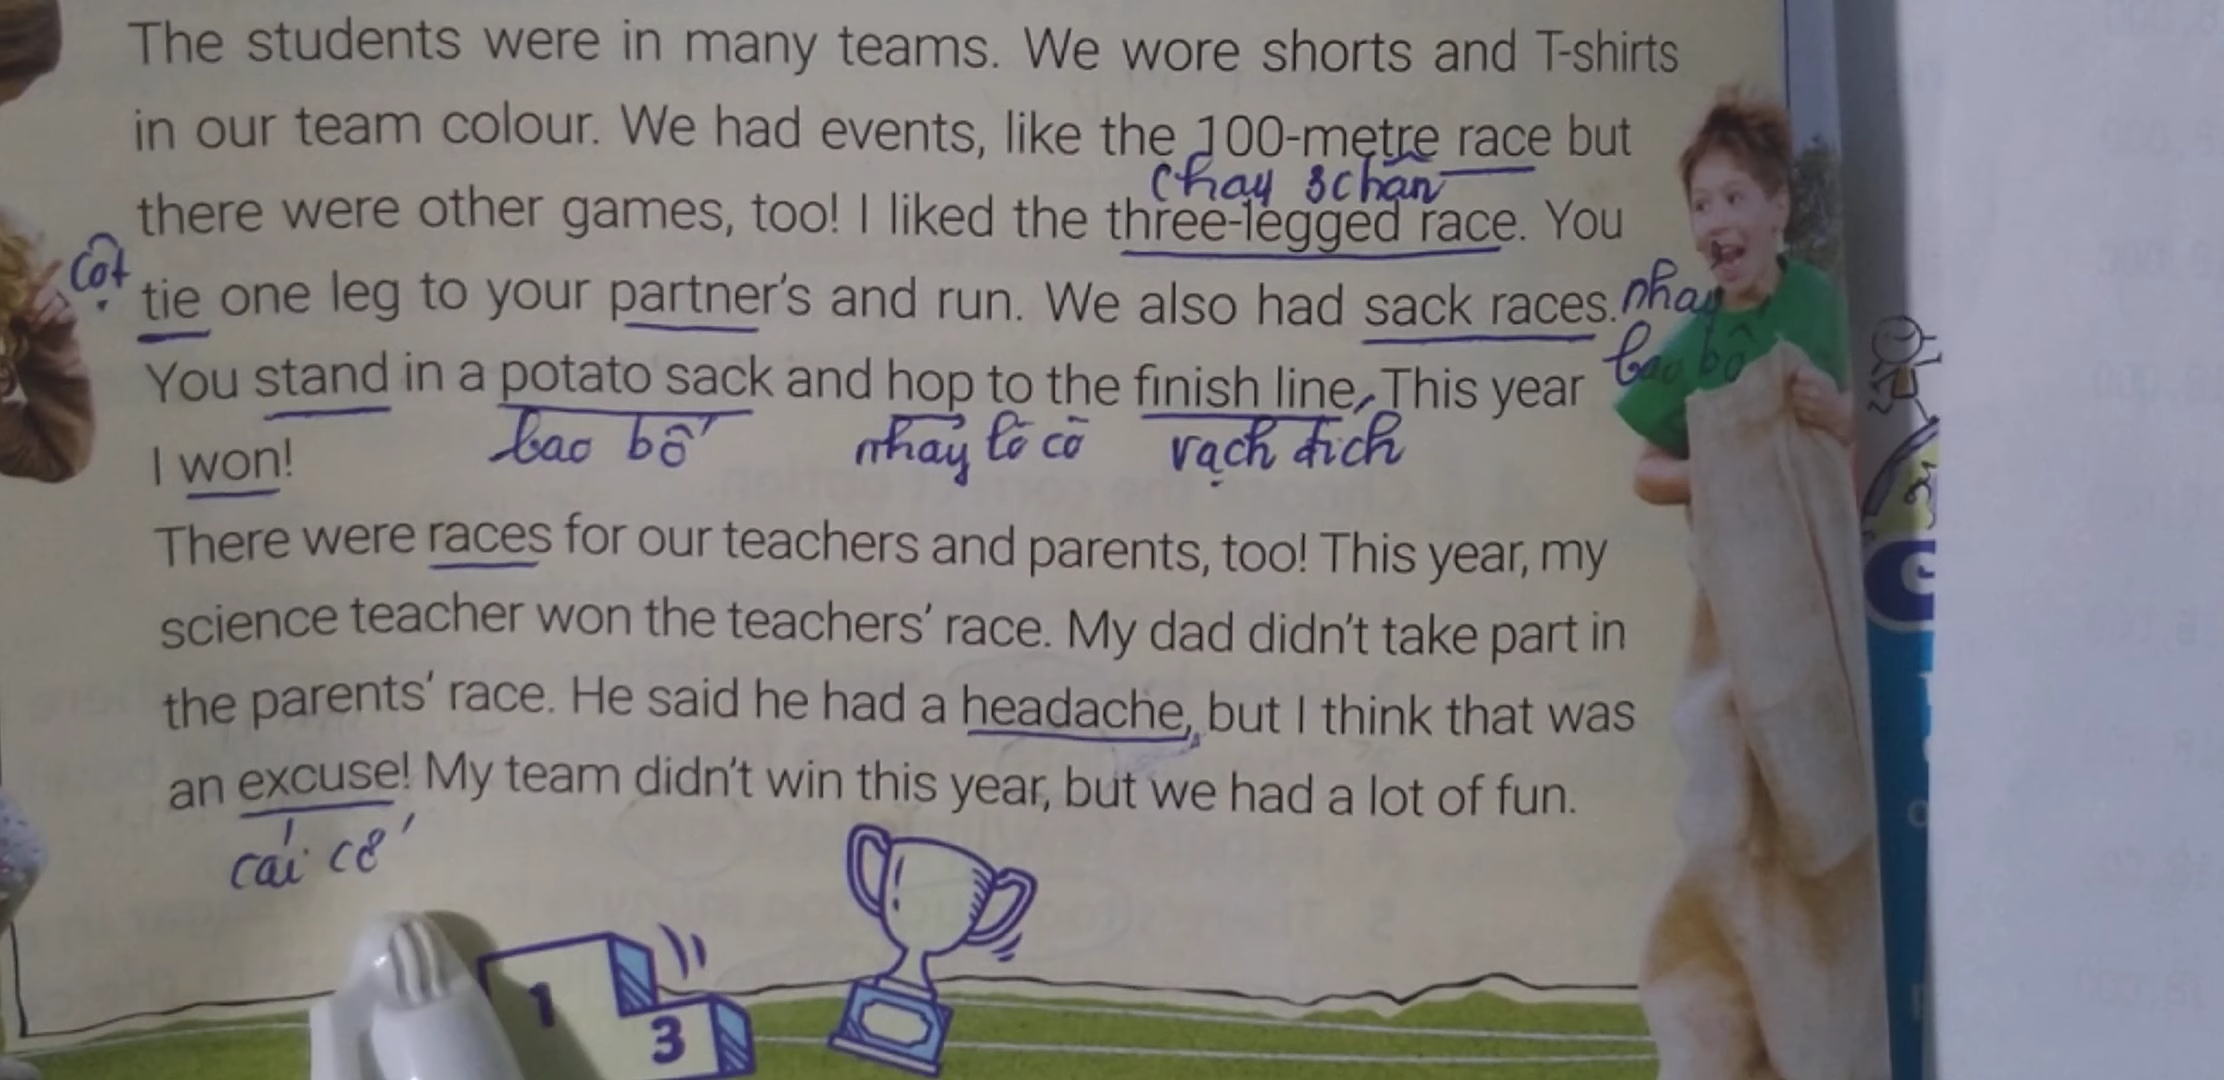 The students were in many teams. We wore shorts and T-shirts
in our team colour. We had events, like the 100-metre race but
chạy 3 chân
there were other games, too! I liked the three-legged race. You
Cột
tie one leg to your partner's and run. We also had sack races.
nhảy
bao bố
You stand in a potato sack and hop to the finish line. This year
bao bố
nhảy lò cò
vạch đích
I won!
There were races for our teachers and parents, too! This year, my
science teacher won the teachers' race. My dad didn't take part in
the parents' race. He said he had a headache, but I think that was
an excuse! My team didn't win this year, but we had a lot of fun.
cái cớ
1
3